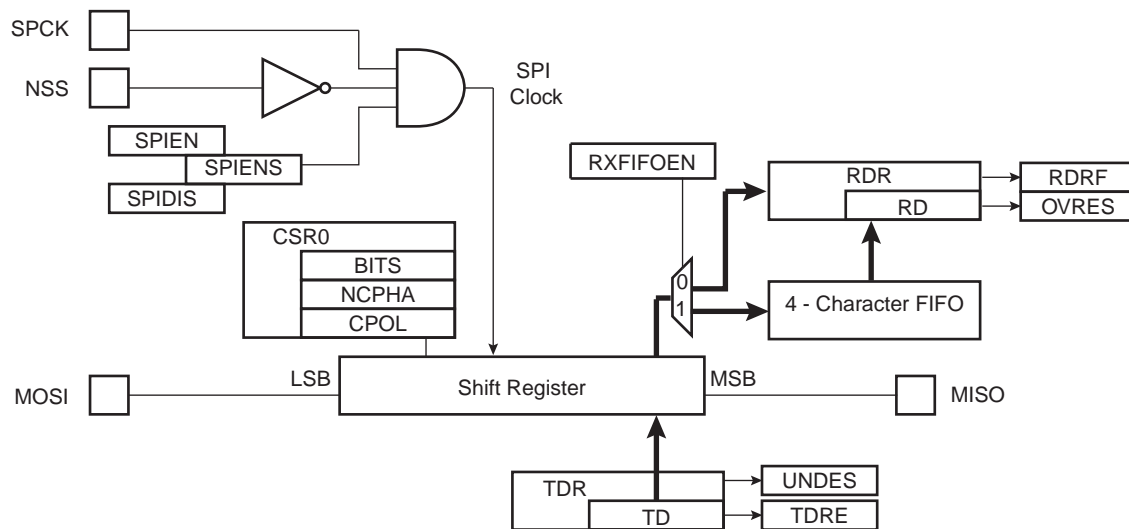 SPCK
NSS
SPI
Clock
SPIEN
SPIENS
SPIDIS
RXFIFOEN
RDR
RD
RDRF
OVRES
CSR0
BITS
NCPHA
CPOL
0
1
4 - Character FIFO
MOSI
LSB
Shift Register
MSB
MISO
TDR
TD
UNDES
TDRE